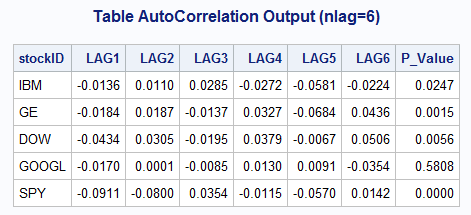 Table AutoCorrelation Output (nlag=6)
stockID LAG1 LAG2 LAG3 LAG4 LAG5 LAG6 P_Value
IBM -0.0136 0.0110 0.0285 -0.0272 -0.0581 -0.0224 0.0247
GE -0.0184 0.0187 -0.0137 0.0327 -0.0684 0.0436 0.0015
DOW -0.0434 0.0305 -0.0195 0.0379 -0.0067 0.0506 0.0056
GOOGL -0.0170 0.0001 -0.0085 0.0130 0.0091 -0.0354 0.5808
SPY -0.0911 -0.0800 0.0354 -0.0115 -0.0570 0.0142 0.0000